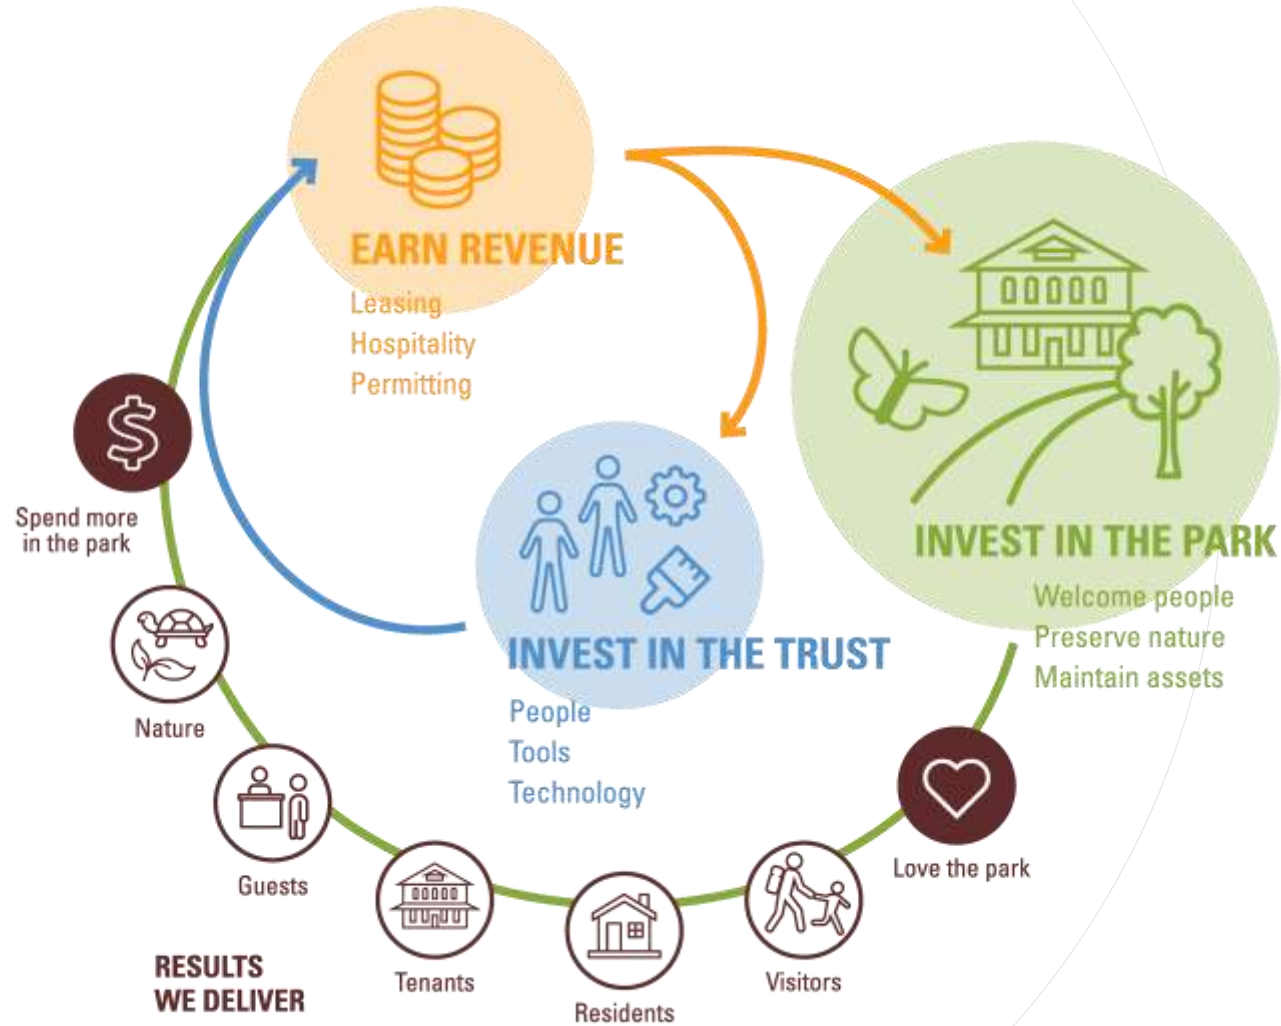 EARN REVENUE
Leasing
Hospitality
Permitting
INVEST IN THE PARK
Welcome people
Preserve nature
Maintain assets
INVEST IN THE TRUST
People
Tools
Technology
Love the park
Visitors
Residents
Tenants
Guests
Nature
Spend more
in the park
RESULTS
WE DELIVER